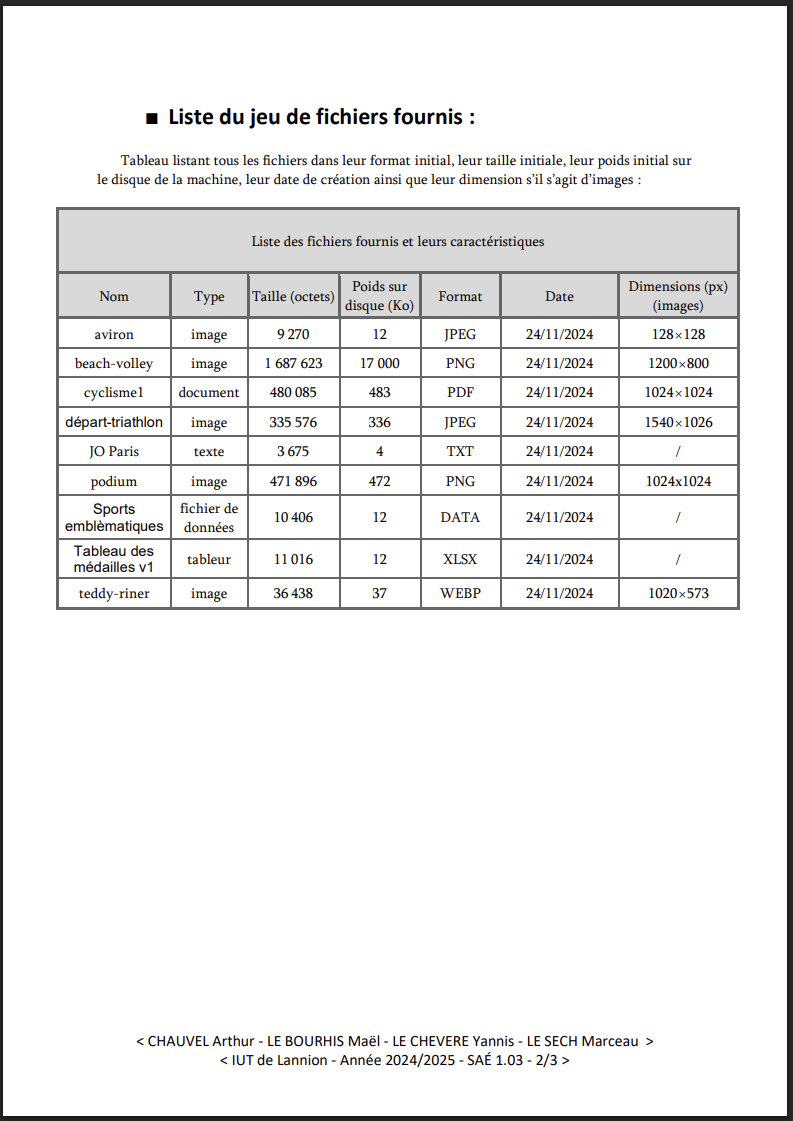 ■ Liste du jeu de fichiers fournis :
Tableau listant tous les fichiers dans leur format initial, leur taille initiale, leur poids initial sur
le disque de la machine, leur date de création ainsi que leur dimension s'il s'agit d'images :
Liste des fichiers fournis et leurs caractéristiques
Nom Type Taille (octets) Poids sur disque (Ko) Format Date Dimensions (px) (images)
aviron image 9 270 12 JPEG 24/11/2024 128×128
beach-volley image 1 687 623 17 000 PNG 24/11/2024 1200×800
cyclisme1 document 480 085 483 PDF 24/11/2024 1024×1024
départ-triathlon image 335 576 336 JPEG 24/11/2024 1540×1026
JO Paris texte 3 675 4 TXT 24/11/2024 /
podium image 471 896 472 PNG 24/11/2024 1024x1024
Sports emblèmatiques fichier de données 10 406 12 DATA 24/11/2024 /
Tableau des médailles v1 tableur 11 016 12 XLSX 24/11/2024 /
teddy-riner image 36 438 37 WEBP 24/11/2024 1020×573
< CHAUVEL Arthur - LE BOURHIS Maël - LE CHEVERE Yannis - LE SECH Marceau >
< IUT de Lannion - Année 2024/2025 - SAÉ 1.03 - 2/3 >